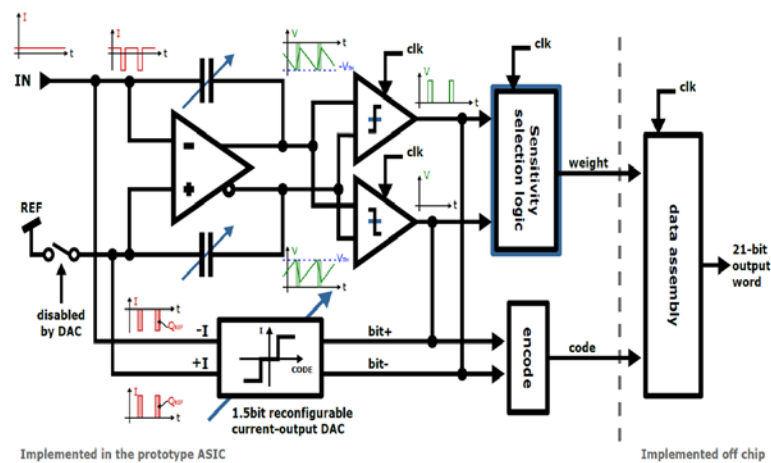 I
t
I
t
IN
V
t
-VTH
clk
V
t
clk
clk
Sensitivity
selection logic
weight
clk
data assembly
21-bit
output
word
REF
disabled
by DAC
-
+
V
VTH
t
clk
V
t
I
t
QREF
-I
+I
I
CODE
bit+
bit-
encode
code
I
t
QREF
1.5bit reconfigurable
current-output DAC
Implemented in the prototype ASIC
Implemented off chip